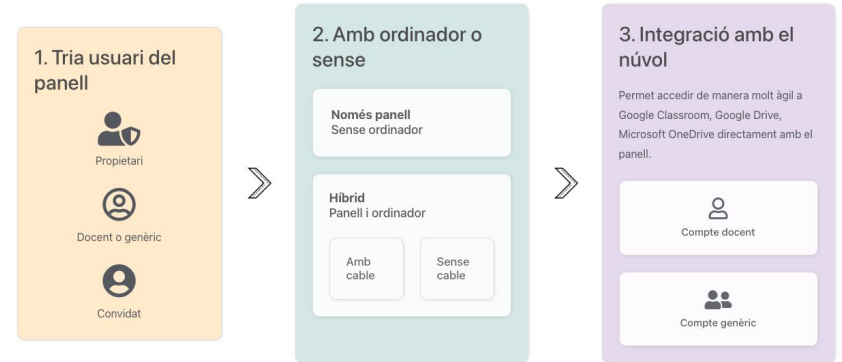 1. Tria usuari del
panell
Propietari
Docent o genèric
Convidat
2. Amb ordinador o
sense
Només panell
Sense ordinador
Híbrid
Panell i ordinador
Amb
cable
Sense
cable
3. Integració amb el
núvol
Permet accedir de manera molt àgil a
Google Classroom, Google Drive,
Microsoft OneDrive directament amb el
panell.
Compte docent
Compte genèric